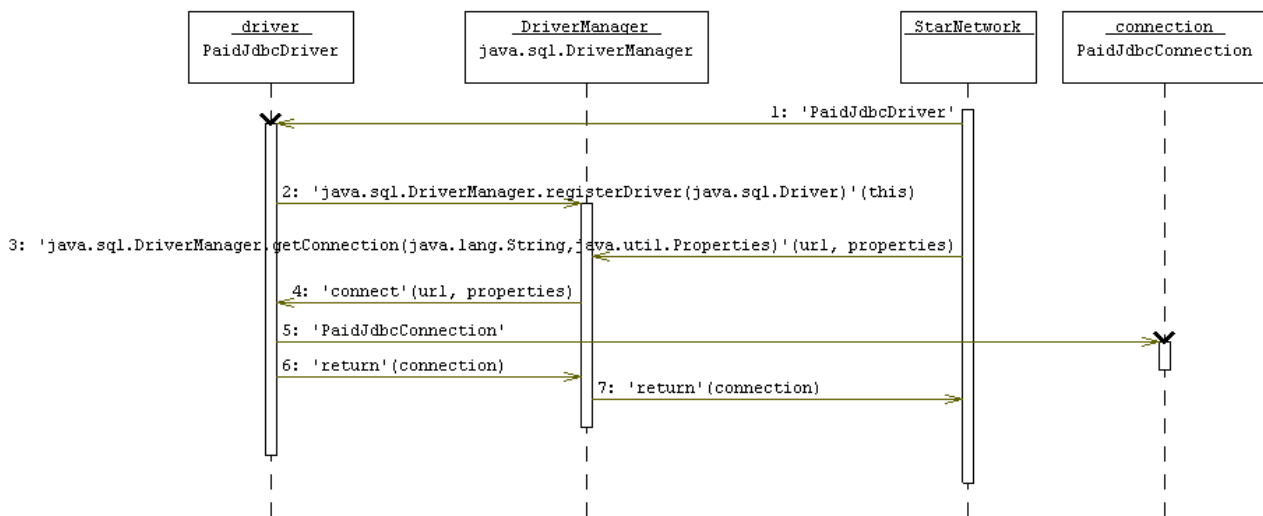 driver
PaidJdbcDriver
DriverManager
java.sql.DriverManager
StarNetwork
connection
PaidJdbcConnection
1: 'PaidJdbcDriver'
2: 'java.sql.DriverManager.registerDriver(java.sql.Driver)'(this)
3: 'java.sql.DriverManager.getConnection(java.lang.String,java.util.Properties)'(url, properties)
4: 'connect'(url, properties)
5: 'PaidJdbcConnection'
6: 'return'(connection)
7: 'return'(connection)